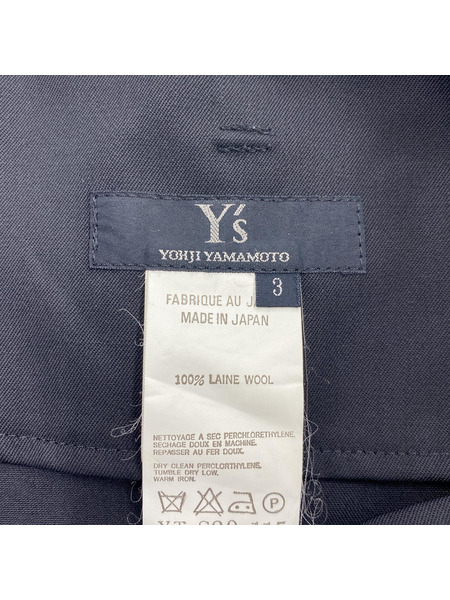 Y's
YOHJI YAMAMOTO
3
FABRIQUE AU
MADE IN JAPAN
100% LAINE WOOL
NETTOYAGE A SEC PERCHLORETHYLENE,
SECHAGE DOUX EN MACHINE.
REPASSER AU FER DOUX.
DRY CLEAN PERCLORTHYLENE.
TUMBLE DRY LOW.
WARM IRON.
P